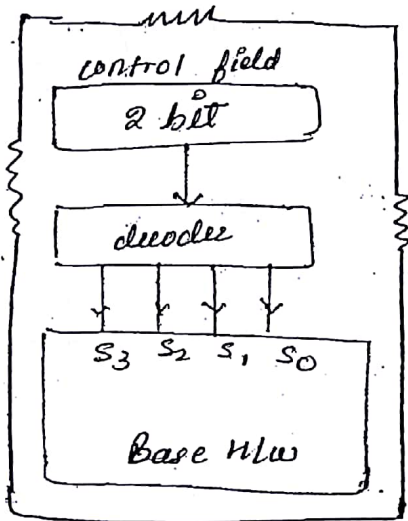 control field
2 bit
decoder
S3 S2 S1 S0
Base H/W